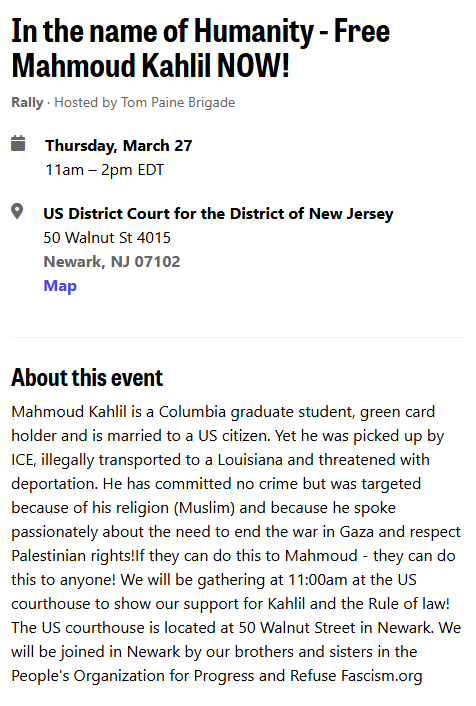 In the name of Humanity - Free
Mahmoud Kahlil NOW!
Rally · Hosted by Tom Paine Brigade
Thursday, March 27
11am – 2pm EDT
US District Court for the District of New Jersey
50 Walnut St 4015
Newark, NJ 07102
Map
About this event
Mahmoud Kahlil is a Columbia graduate student, green card
holder and is married to a US citizen. Yet he was picked up by
ICE, illegally transported to a Louisiana and threatened with
deportation. He has committed no crime but was targeted
because of his religion (Muslim) and because he spoke
passionately about the need to end the war in Gaza and respect
Palestinian rights!If they can do this to Mahmoud - they can do
this to anyone! We will be gathering at 11:00am at the US
courthouse to show our support for Kahlil and the Rule of law!
The US courthouse is located at 50 Walnut Street in Newark. We
will be joined in Newark by our brothers and sisters in the
People's Organization for Progress and Refuse Fascism.org